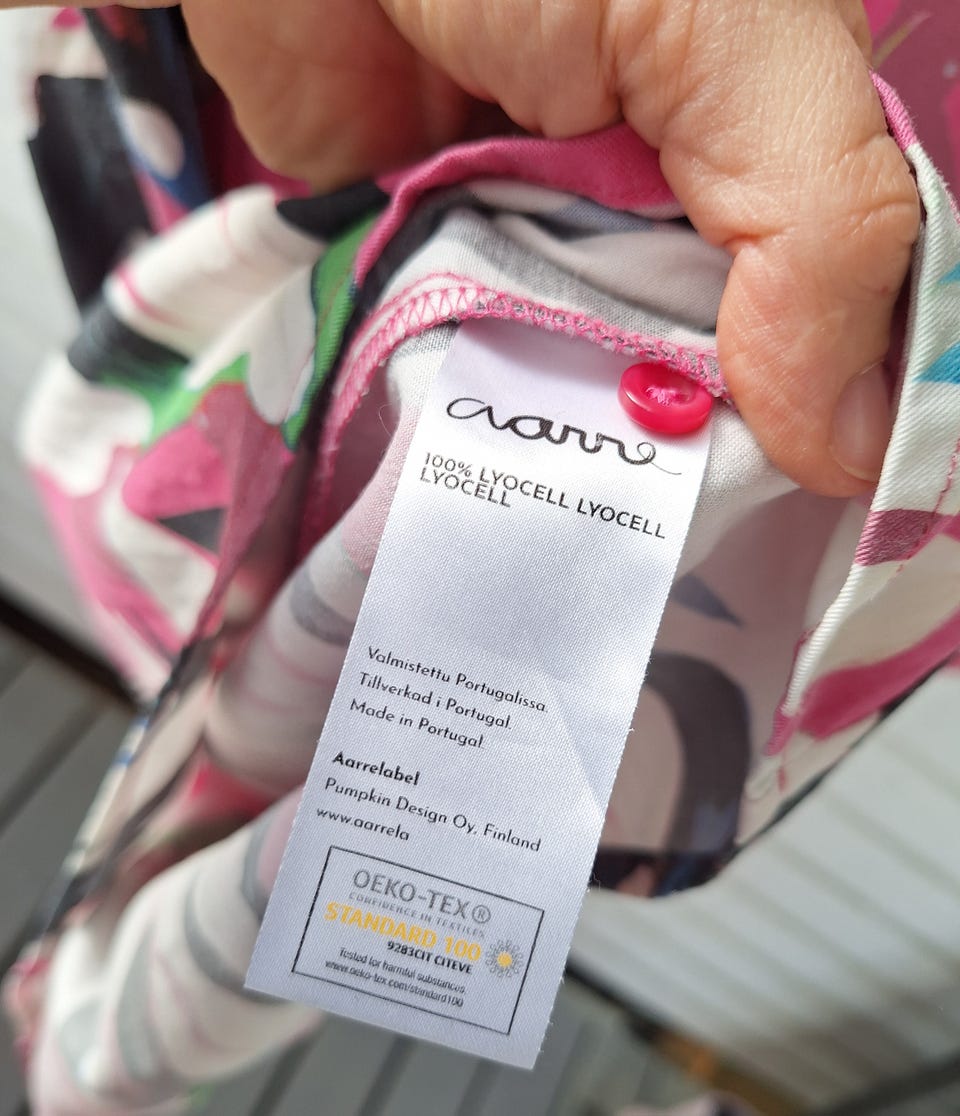 aarre
100% LYOCELL LYOCELL
LYOCELL
Valmistettu Portugalissa.
Tillverkad i Portugal.
Made in Portugal
Aarrelabel
Pumpkin Design Oy, Finland
www.aarrela
OEKO-TEX®
CONFIDENCE IN TEXTILES
STANDARD 100
9283CIT CITEVE
Tested for harmful substances.
www.oeko-tex.com/standard100